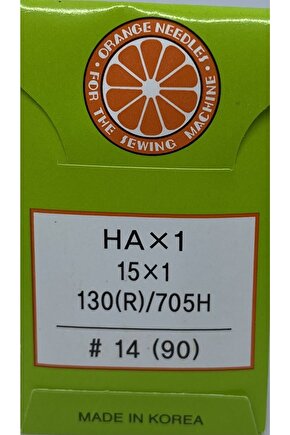 • ORANGE NEEDLES •
FOR THE SEWING MACHINE
HA×1
15×1
130(R)/705H
# 14 (90)
MADE IN KOREA